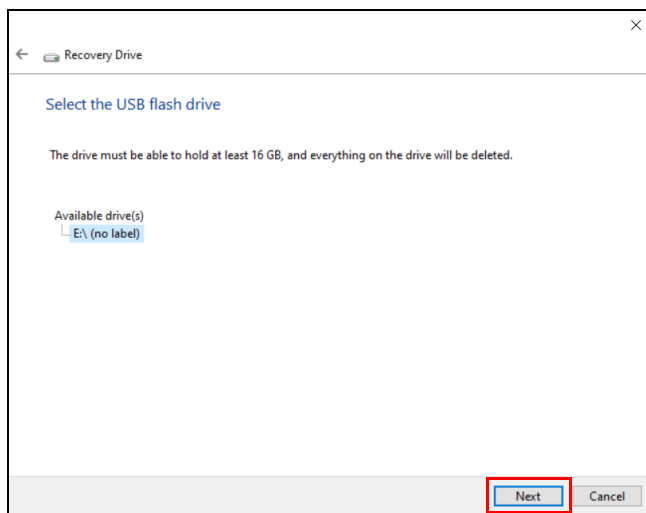 Recovery Drive
Select the USB flash drive
The drive must be able to hold at least 16 GB, and everything on the drive will be deleted.
Available drive(s)
E:\ (no label)
Next Cancel